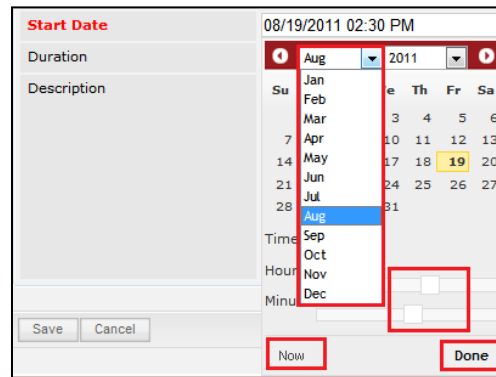 Start Date 08/19/2011 02:30 PM
Duration Aug 2011
Description Su e Th Fr Sa
Jan
Feb
Mar 3 4 5 6
7 Apr 10 11 12 13
14 May 17 18 19 20
Jun
21 Jul 24 25 26 27
28 Aug 31
Time Sep
Oct
Hour Nov
Minu Dec
Save Cancel
Now Done